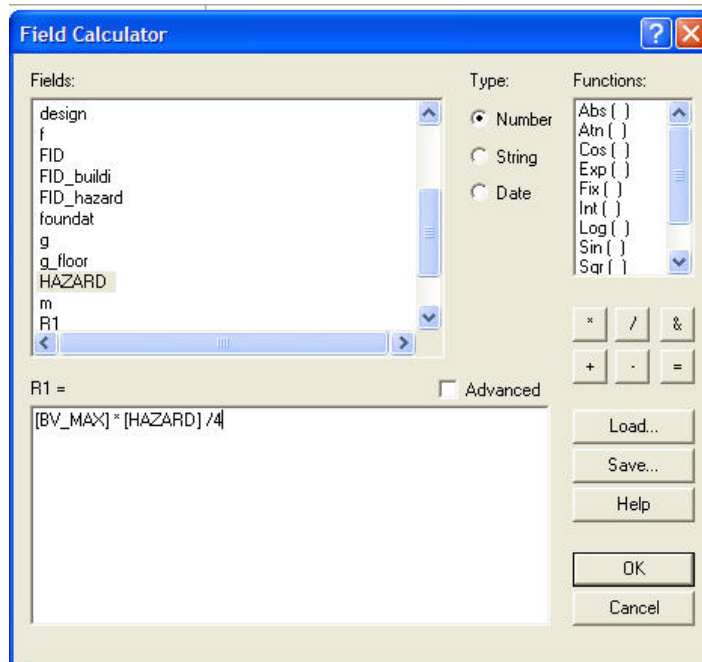 Field Calculator
Fields:
design
f
FID
FID_buildi
FID_hazard
foundat
g
g_floor
HAZARD
m
R1
Type:
Number
String
Date
Functions:
Abs ( )
Atn ( )
Cos ( )
Exp ( )
Fix ( )
Int ( )
Log ( )
Sin ( )
Sqr ( )
* / &
+ - =
R1 =
Advanced
[BV_MAX] * [HAZARD] /4
Load...
Save...
Help
OK
Cancel